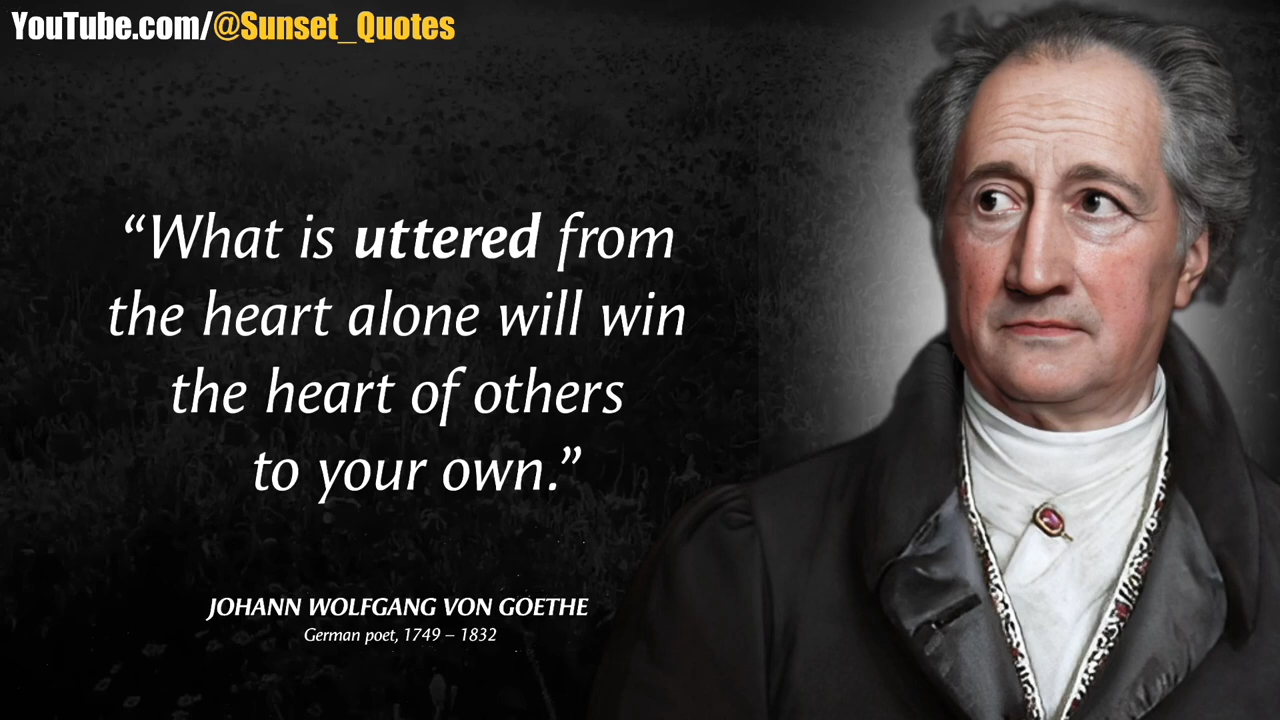 YouTube.com/@Sunset_Quotes
“What is uttered from
the heart alone will win
the heart of others
to your own.”
JOHANN WOLFGANG VON GOETHE
German poet, 1749 – 1832